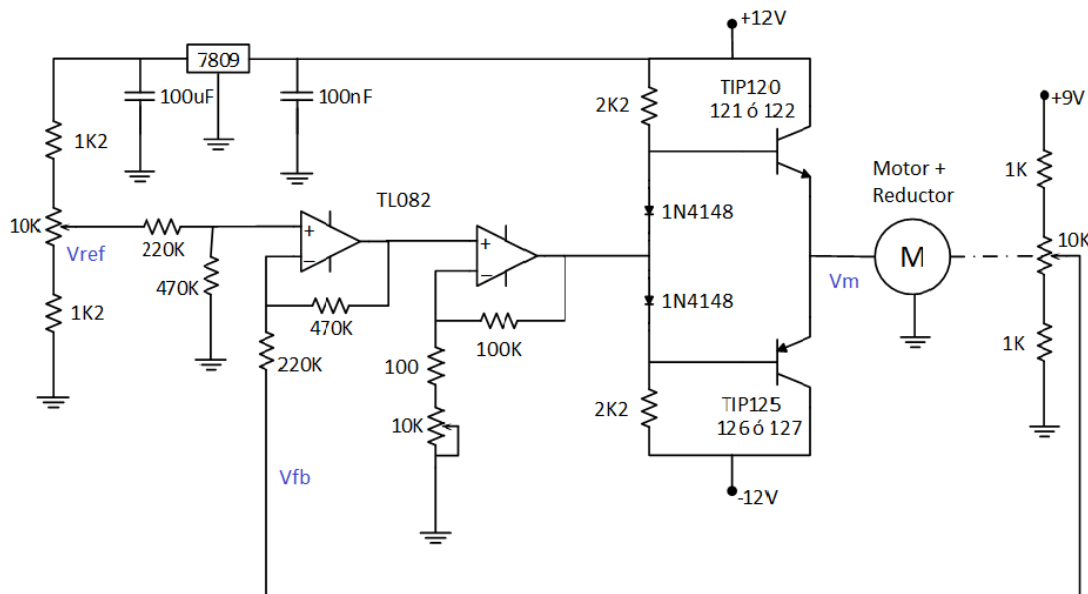 +12V
7809
100uF
100nF
TIP120
121 ó 122
2K2
+9V
1K2
1K
Motor +
Reductor
TL082
1N4148
10K
+
220K
Vref
-
+
-
M
10K
Vm
470K
1N4148
470K
1K2
220K
100K
100
1K
TIP125
126 ó 127
2K2
10K
Vfb
-12V